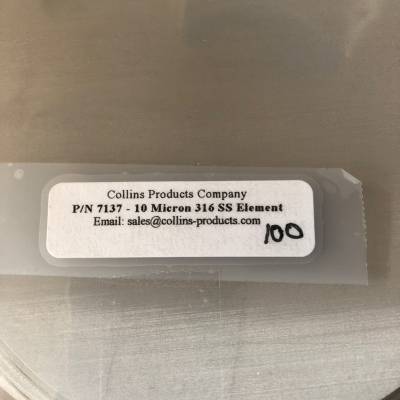 Collins Products Company
P/N 7137 - 10 Micron 316 SS Element
Email: sales@collins-products.com
100